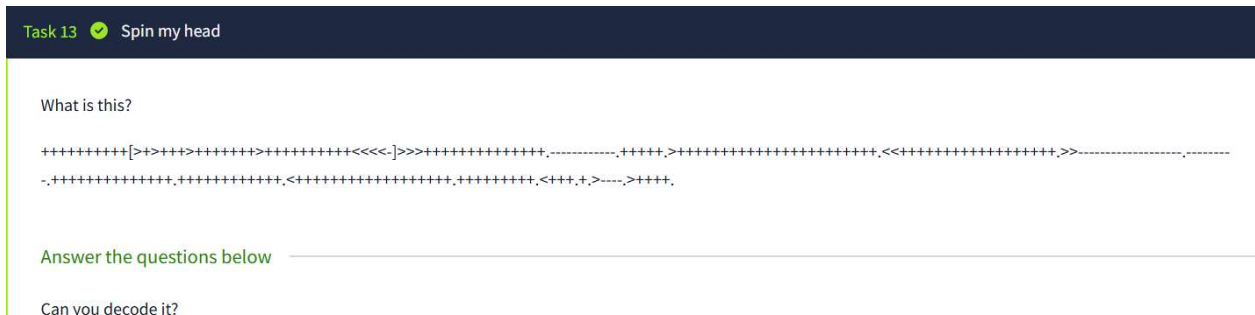 Task 13 Spin my head
What is this?
++++++++++[>+>+++>+++++++>++++++++++<<<<-]>>>++++++++++++++.------------.+++++.>+++++++++++++++++++++++.<<++++++++++++++++++.>>-------------------.--------
-.++++++++++++++.++++++++++++.<++++++++++++++++++.+++++++++.<+++.+.>----.>++++.
Answer the questions below
Can you decode it?